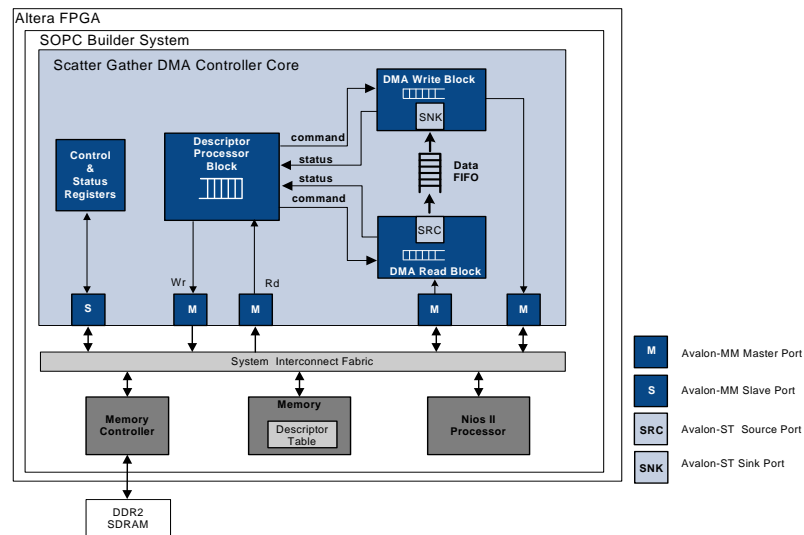 Altera FPGA
SOPC Builder System
Scatter Gather DMA Controller Core
DMA Write Block
SNK
Descriptor
Processor
Block
command
status
status
command
Data
FIFO
Control
&
Status
Registers
SRC
DMA Read Block
Wr
Rd
S
M
M
M
M
System Interconnect Fabric
Memory
Controller
Memory
Descriptor
Table
Nios II
Processor
DDR2
SDRAM
M
Avalon-MM Master Port
S
Avalon-MM Slave Port
SRC
Avalon-ST Source Port
SNK
Avalon-ST Sink Port